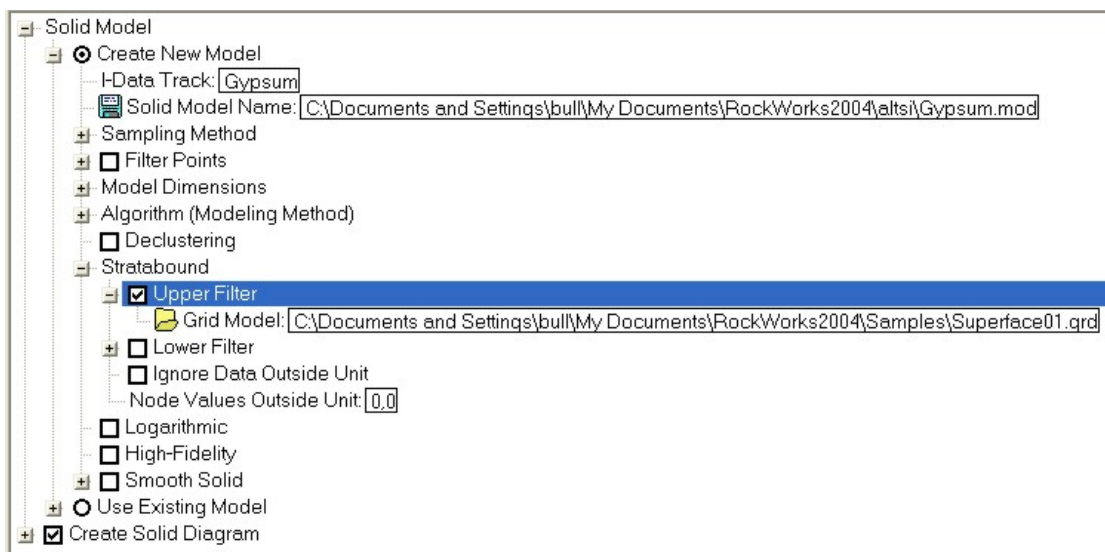 Solid Model
Create New Model
I-Data Track: Gypsum
Solid Model Name: C:\Documents and Settings\bull\My Documents\RockWorks2004\altsi\Gypsum.mod
Sampling Method
Filter Points
Model Dimensions
Algorithm (Modeling Method)
Declustering
Stratabound
Upper Filter
Grid Model: C:\Documents and Settings\bull\My Documents\RockWorks2004\Samples\Superface01.grd
Lower Filter
Ignore Data Outside Unit
Node Values Outside Unit: 0,0
Logarithmic
High-Fidelity
Smooth Solid
Use Existing Model
Create Solid Diagram